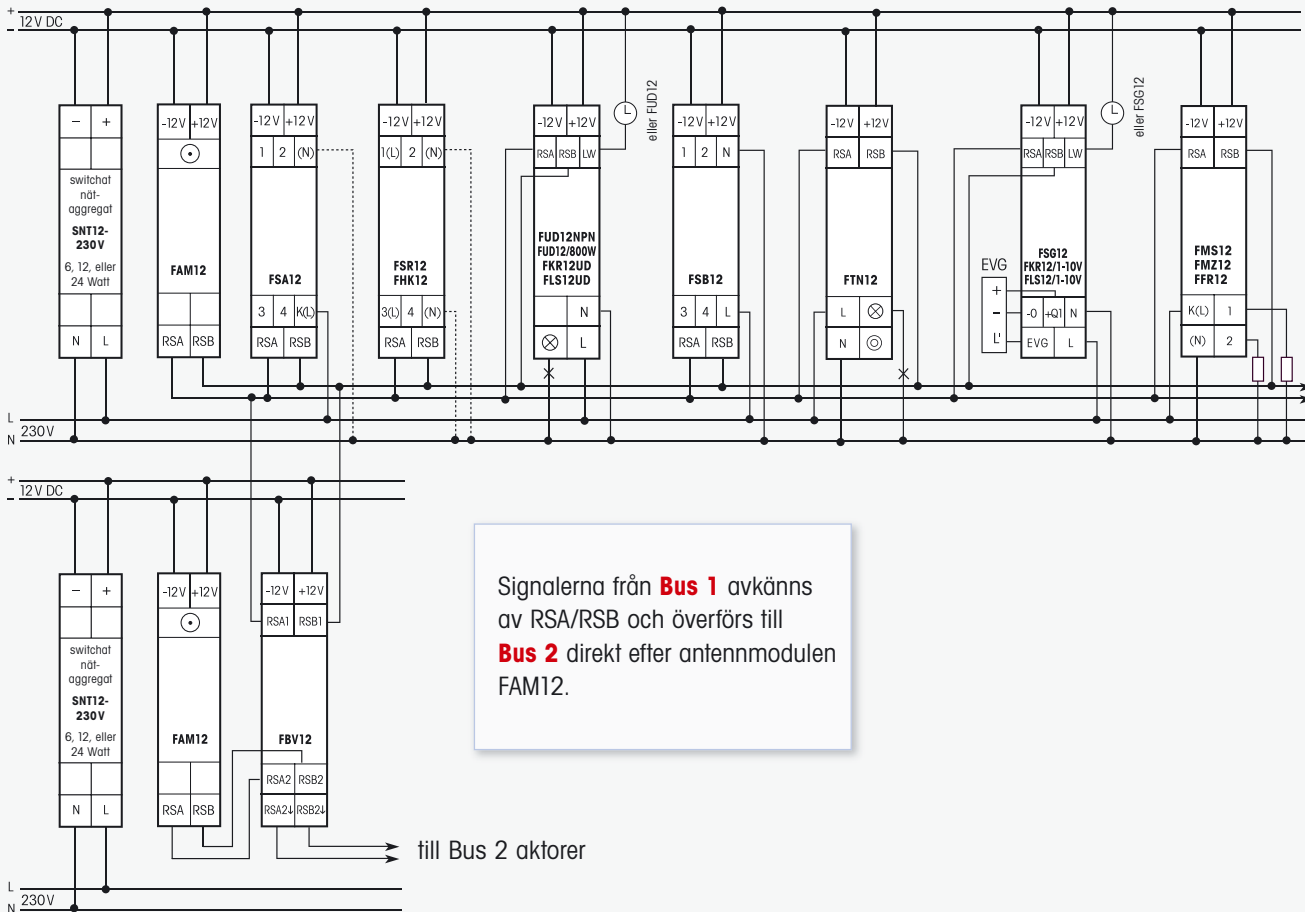 +
12V DC
-
- +
switchat
nät-
aggregat
SNT12-
230V
6, 12, eller
24 Watt
N L
-12V +12V
FAM12
RSA RSB
-12V +12V
1 2 (N)
FSA12
3 4 K(L)
RSA RSB
-12V +12V
1(L) 2 (N)
FSR12
FHK12
3(L) 4 (N)
RSA RSB
-12V +12V
RSA RSB LW
eller FUD12
FUD12NPN
FUD12/800W
FKR12UD
FLS12UD
N
L
-12V +12V
1 2 N
FSB12
3 4 L
RSA RSB
-12V +12V
RSA RSB
FTN12
L
N
-12V +12V
RSA RSB LW
eller FSG12
FSG12
FKR12/1-10V
FLS12/1-10V
EVG
+
-
L'
-0 +Q1 N
EVG L
-12V +12V
RSA RSB
FMS12
FMZ12
FFR12
K(L) 1
(N) 2
L
230V
N
+
12V DC
-
- +
switchat
nät-
aggregat
SNT12-
230V
6, 12, eller
24 Watt
N L
-12V +12V
FAM12
RSA RSB
-12V +12V
RSA1 RSB1
FBV12
RSA2 RSB2
RSA2↓ RSB2↓
Signalerna från Bus 1 avkänns
av RSA/RSB och överförs till
Bus 2 direkt efter antennmodulen
FAM12.
till Bus 2 aktorer
L
230V
N